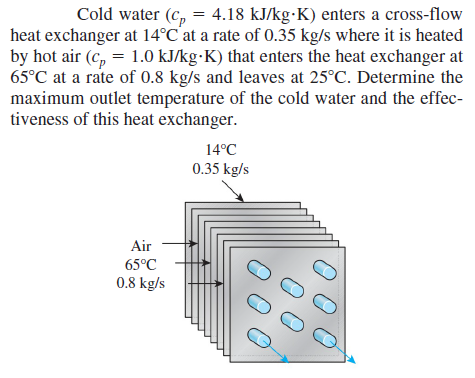 Cold water (cp = 4.18 kJ/kg·K) enters a cross-flow
heat exchanger at 14°C at a rate of 0.35 kg/s where it is heated
by hot air (cp = 1.0 kJ/kg·K) that enters the heat exchanger at
65°C at a rate of 0.8 kg/s and leaves at 25°C. Determine the
maximum outlet temperature of the cold water and the effec-
tiveness of this heat exchanger.
14°C
0.35 kg/s
Air
65°C
0.8 kg/s